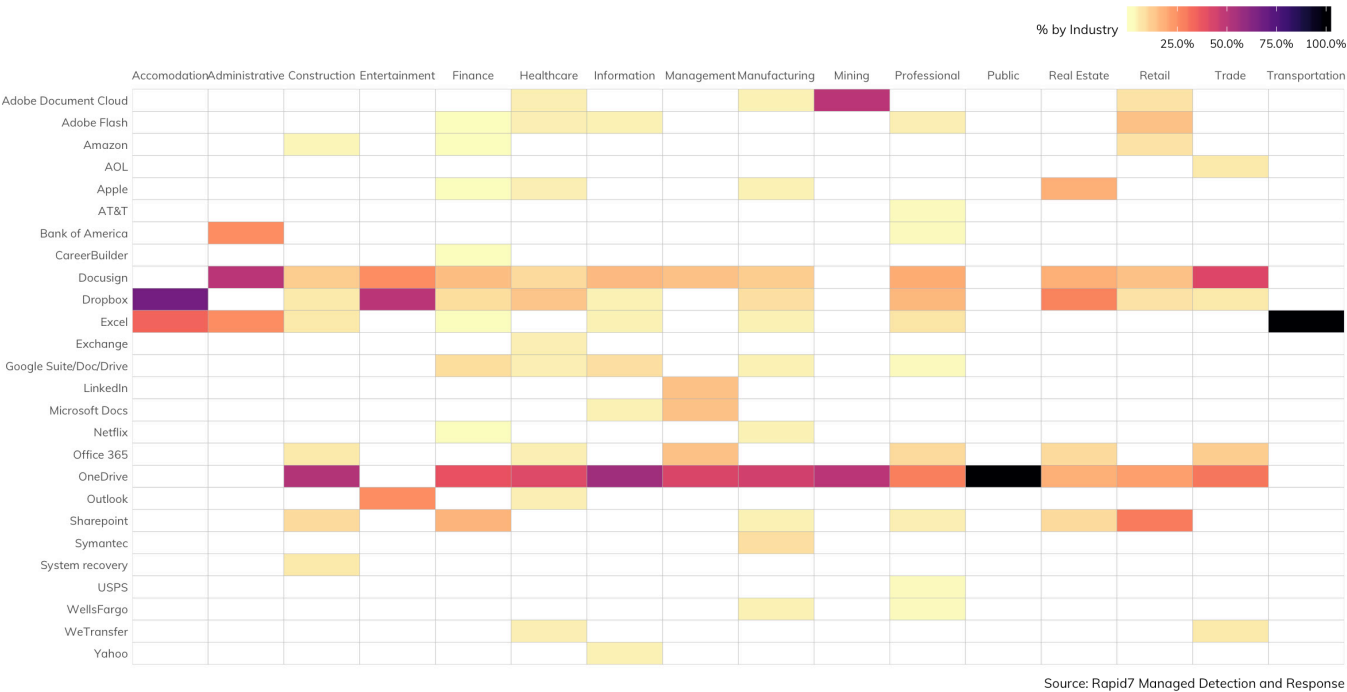 % by Industry
25.0% 50.0% 75.0% 100.0%
Accomodation Administrative Construction Entertainment Finance Healthcare Information Management Manufacturing Mining Professional Public Real Estate Retail Trade Transportation
Adobe Document Cloud
Adobe Flash
Amazon
AOL
Apple
AT&T
Bank of America
CareerBuilder
Docusign
Dropbox
Excel
Exchange
Google Suite/Doc/Drive
LinkedIn
Microsoft Docs
Netflix
Office 365
OneDrive
Outlook
Sharepoint
Symantec
System recovery
USPS
WellsFargo
WeTransfer
Yahoo
Source: Rapid7 Managed Detection and Response